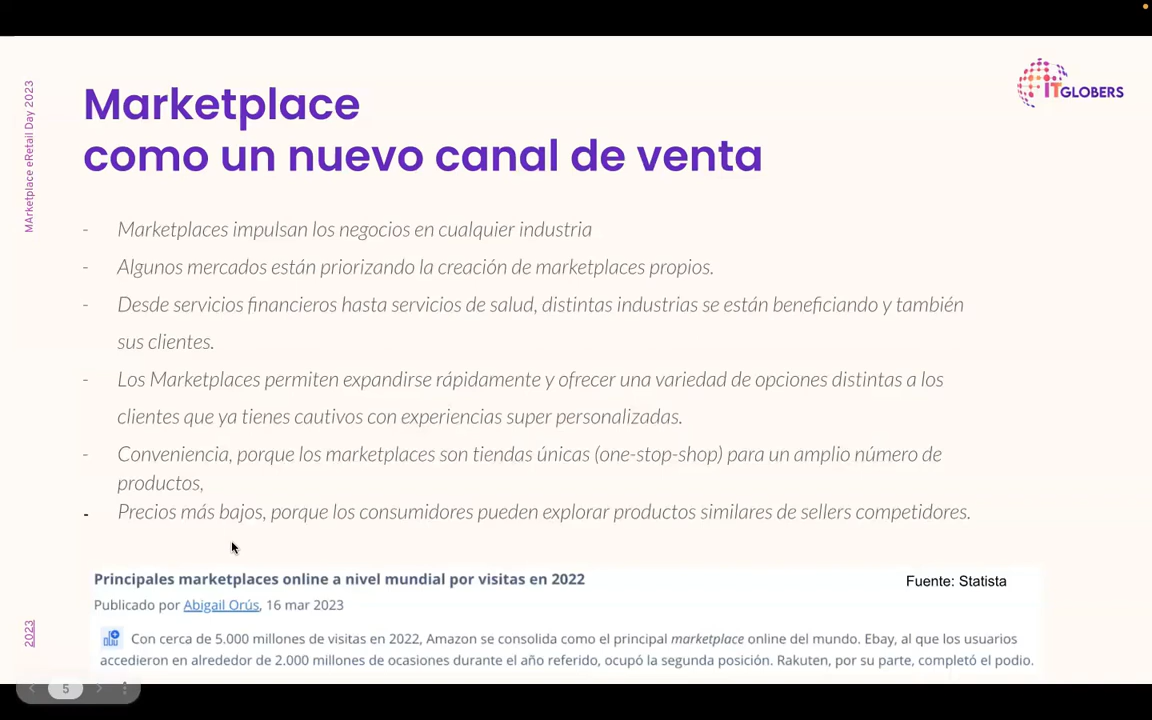 MArketplace eRetail Day 2023
ITGLOBERS
Marketplace
como un nuevo canal de venta
- Marketplaces impulsan los negocios en cualquier industria
- Algunos mercados están priorizando la creación de marketplaces propios.
- Desde servicios financieros hasta servicios de salud, distintas industrias se están beneficiando y también
sus clientes.
- Los Marketplaces permiten expandirse rápidamente y ofrecer una variedad de opciones distintas a los
clientes que ya tienes cautivos con experiencias super personalizadas.
- Conveniencia, porque los marketplaces son tiendas únicas (one-stop-shop) para un amplio número de
productos,
- Precios más bajos, porque los consumidores pueden explorar productos similares de sellers competidores.
Principales marketplaces online a nivel mundial por visitas en 2022
Fuente: Statista
Publicado por Abigail Orús, 16 mar 2023
Con cerca de 5.000 millones de visitas en 2022, Amazon se consolida como el principal marketplace online del mundo. Ebay, al que los usuarios
accedieron en alrededor de 2.000 millones de ocasiones durante el año referido, ocupó la segunda posición. Rakuten, por su parte, completó el podio.
2023
5